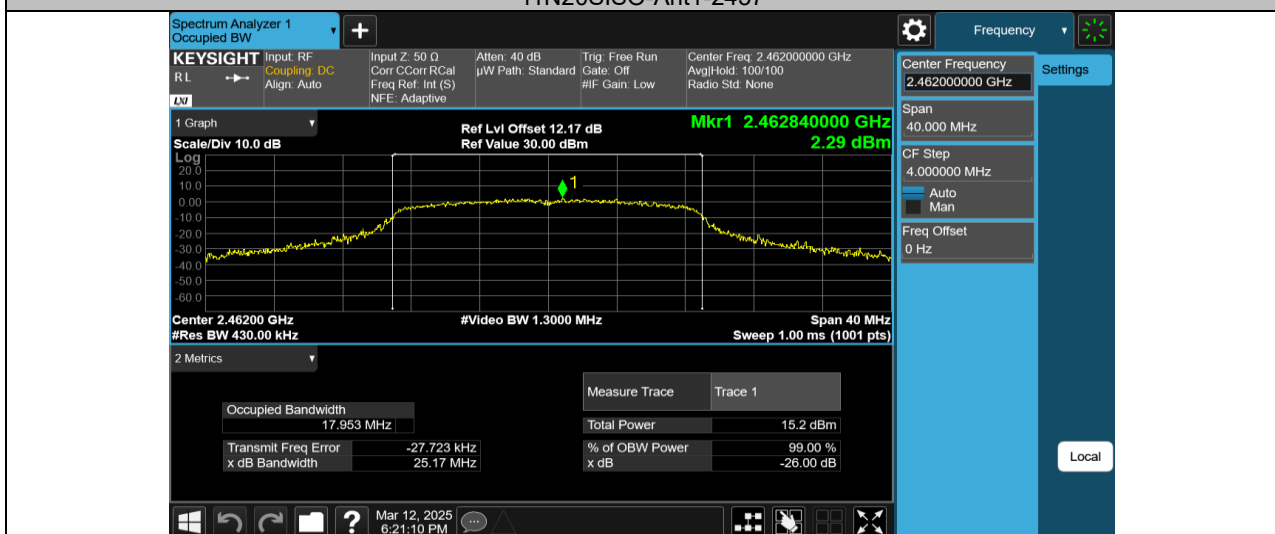 11N20SISO-Ant1-2437
Spectrum Analyzer 1
Occupied BW
Frequency
KEYSIGHT
R L
LXI
Input: RF
Coupling: DC
Align: Auto
Input Z: 50 Ω
Corr CCorr RCal
Freq Ref: Int (S)
NFE: Adaptive
Atten: 40 dB
µW Path: Standard
Trig: Free Run
Gate: Off
#IF Gain: Low
Center Freq: 2.462000000 GHz
Avg|Hold: 100/100
Radio Std: None
Center Frequency
2.462000000 GHz
Settings
Span
40.000 MHz
CF Step
4.000000 MHz
Auto
Man
Freq Offset
0 Hz
1 Graph
Scale/Div 10.0 dB
Ref Lvl Offset 12.17 dB
Ref Value 30.00 dBm
Mkr1 2.462840000 GHz
2.29 dBm
Log
20.0
10.0
0.00
-10.0
-20.0
-30.0
-40.0
-50.0
-60.0
1
Center 2.46200 GHz
#Res BW 430.00 kHz
#Video BW 1.3000 MHz
Span 40 MHz
Sweep 1.00 ms (1001 pts)
2 Metrics
Measure Trace Trace 1
Occupied Bandwidth
17.953 MHz
Total Power 15.2 dBm
Transmit Freq Error -27.723 kHz
% of OBW Power 99.00 %
x dB Bandwidth 25.17 MHz
x dB -26.00 dB
Local
Mar 12, 2025
6:21:10 PM